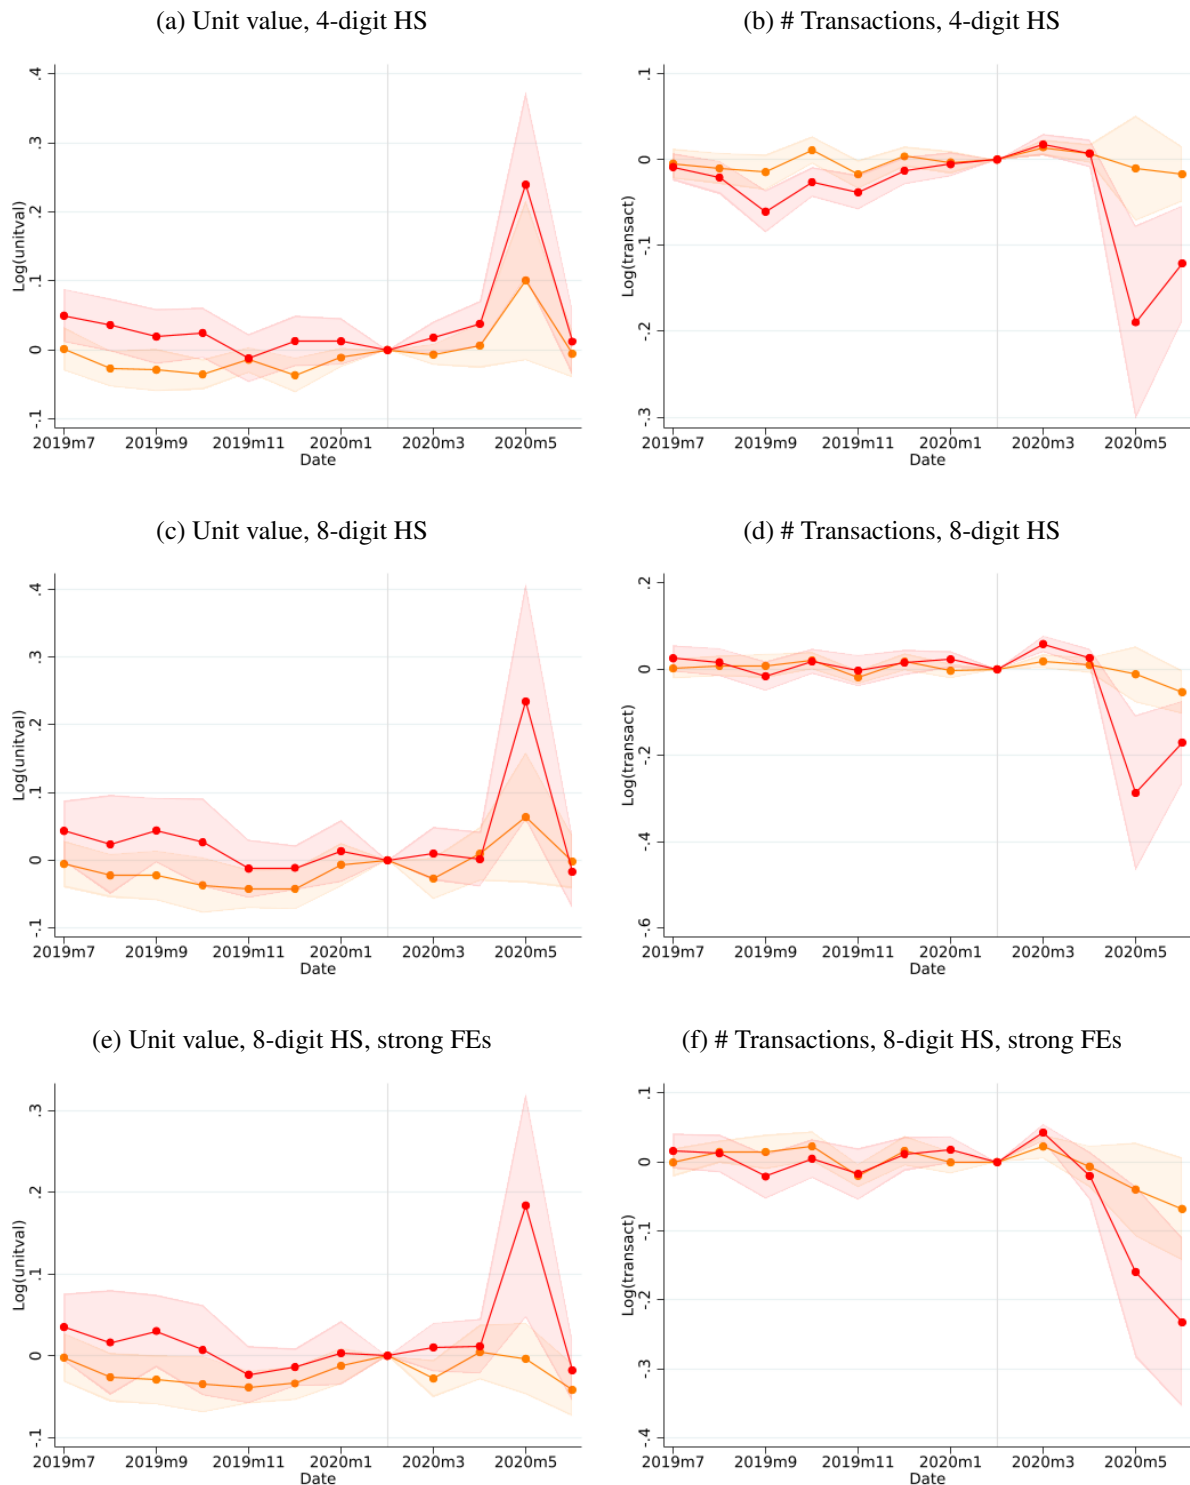 (a) Unit value, 4-digit HS
Log(unitval)
.4
.3
.2
.1
0
-.1
2019m7 2019m9 2019m11 2020m1 2020m3 2020m5
Date
(b) # Transactions, 4-digit HS
Log(transact)
.1
0
-.1
-.2
-.3
2019m7 2019m9 2019m11 2020m1 2020m3 2020m5
Date
(c) Unit value, 8-digit HS
Log(unitval)
.4
.3
.2
.1
0
-.1
2019m7 2019m9 2019m11 2020m1 2020m3 2020m5
Date
(d) # Transactions, 8-digit HS
Log(transact)
.2
0
-.2
-.4
-.6
2019m7 2019m9 2019m11 2020m1 2020m3 2020m5
Date
(e) Unit value, 8-digit HS, strong FEs
Log(unitval)
.3
.2
.1
0
-.1
2019m7 2019m9 2019m11 2020m1 2020m3 2020m5
Date
(f) # Transactions, 8-digit HS, strong FEs
Log(transact)
.1
0
-.1
-.2
-.3
-.4
2019m7 2019m9 2019m11 2020m1 2020m3 2020m5
Date